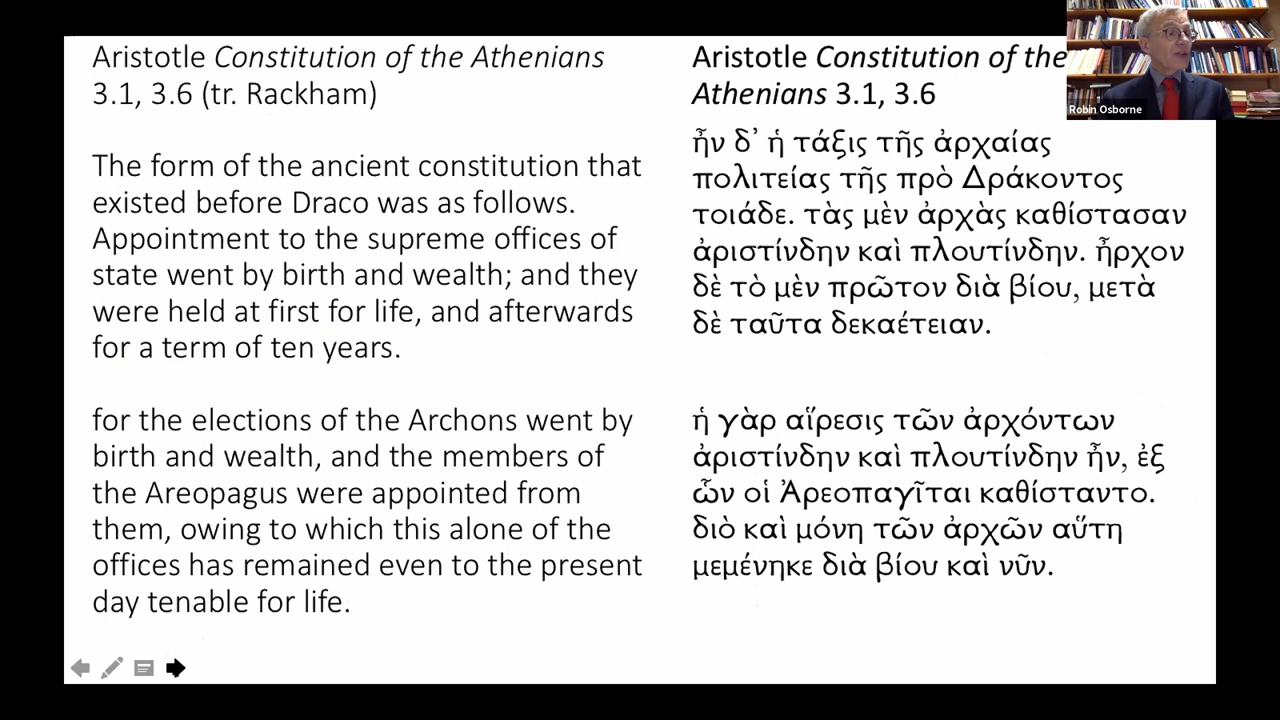 Aristotle Constitution of the Athenians
3.1, 3.6 (tr. Rackham)
The form of the ancient constitution that
existed before Draco was as follows.
Appointment to the supreme offices of
state went by birth and wealth; and they
were held at first for life, and afterwards
for a term of ten years.
for the elections of the Archons went by
birth and wealth, and the members of
the Areopagus were appointed from
them, owing to which this alone of the
offices has remained even to the present
day tenable for life.
Aristotle Constitution of the
Athenians 3.1, 3.6
ἦν δ’ ἡ τάξις τῆς ἀρχαίας
πολιτείας τῆς πρὸ Δράκοντος
τοιάδε. τὰς μὲν ἀρχὰς καθίστασαν
ἀριστίνδην καὶ πλουτίνδην. ἦρχον
δὲ τὸ μὲν πρῶτον διὰ βίου, μετὰ
δὲ ταῦτα δεκαέτειαν.
ἡ γὰρ αἵρεσις τῶν ἀρχόντων
ἀριστίνδην καὶ πλουτίνδην ἦν, ἐξ
ὧν οἱ Ἀρεοπαγῖται καθίσταντο.
διὸ καὶ μόνη τῶν ἀρχῶν αὕτη
μεμένηκε διὰ βίου καὶ νῦν.
Robin Osborne